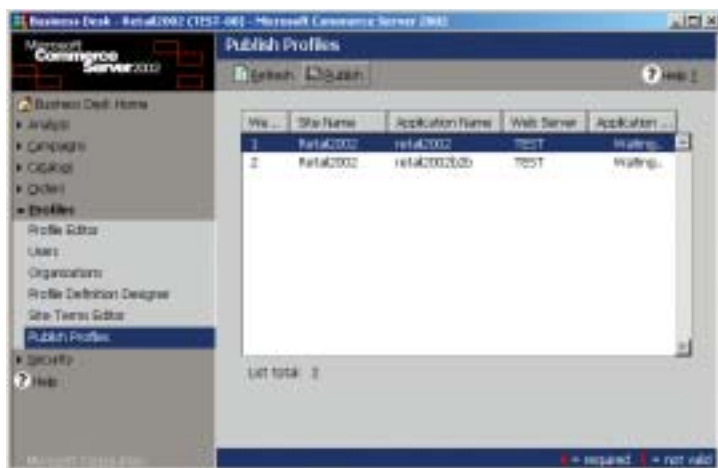 Business Desk - Retail2002 (TEST- - Microsoft Commerce Server 2002
Microsoft
Commerce
Server 2002
Publish Profiles
Refresh Publish
Help
Business Desk Home
Analysis
Campaigns
Catalogs
Orders
Profiles
Profile Editor
Users
Organizations
Profile Definition Designer
Site Terms Editor
Publish Profiles
Security
Help
We... Site Name Application Name Web Server Application ...
1 Retail2002 retail2002 TEST Waiting..
2 Retail2002 retail2002b2b TEST Waiting..
List total: 2
= required = not valid